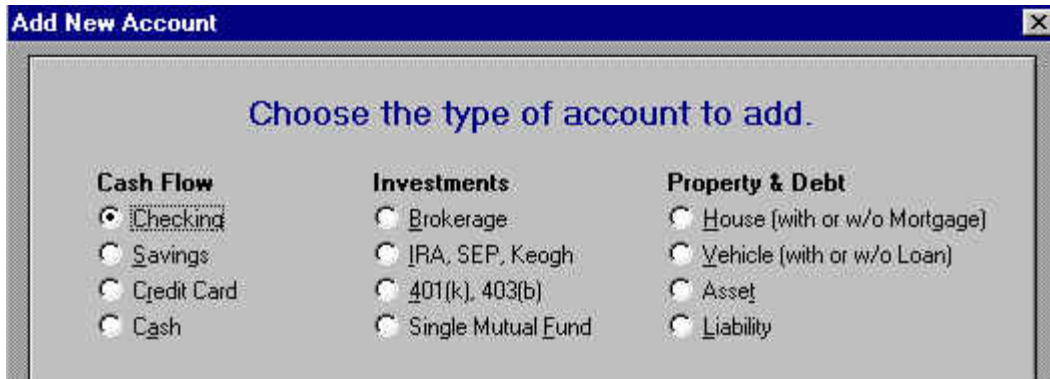 Add New Account
Choose the type of account to add.
Cash Flow
Checking
Savings
Credit Card
Cash
Investments
Brokerage
IRA, SEP, Keogh
401(k), 403(b)
Single Mutual Fund
Property & Debt
House (with or w/o Mortgage)
Vehicle (with or w/o Loan)
Asset
Liability